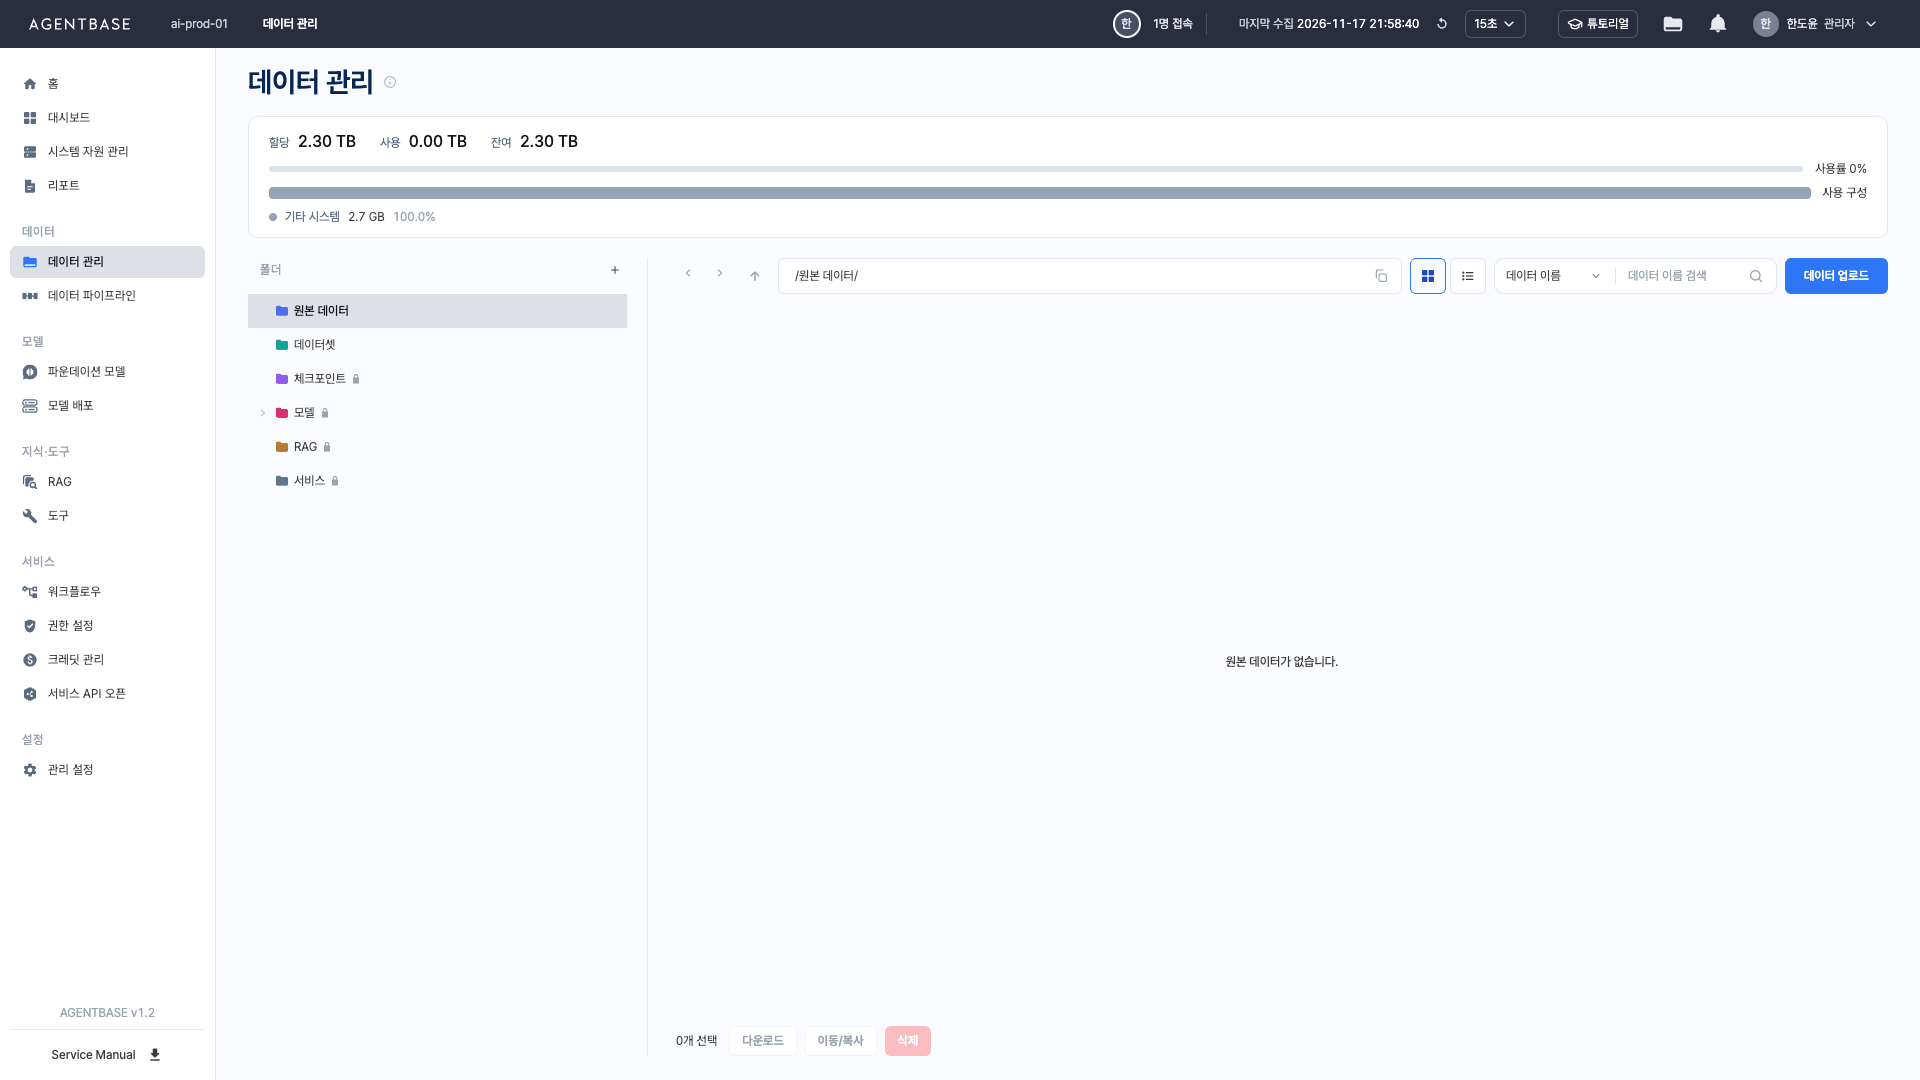 AGENTBASE
ai-prod-01
데이터 관리
한
1명 접속
마지막 수집 2026-11-17 21:58:40
15초
튜토리얼
한
한도윤 관리자
홈
대시보드
시스템 자원 관리
리포트
데이터
데이터 관리
데이터 파이프라인
모델
파운데이션 모델
모델 배포
지식·도구
RAG
도구
서비스
워크플로우
권한 설정
크레딧 관리
서비스 API 오픈
설정
관리 설정
AGENTBASE v1.2
Service Manual
데이터 관리
할당 2.30 TB 사용 0.00 TB 잔여 2.30 TB
사용률 0%
사용 구성
기타 시스템 2.7 GB 100.0%
폴더
원본 데이터
데이터셋
체크포인트
모델
RAG
서비스
/원본 데이터/
데이터 이름
데이터 이름 검색
데이터 업로드
원본 데이터가 없습니다.
0개 선택
다운로드
이동/복사
삭제